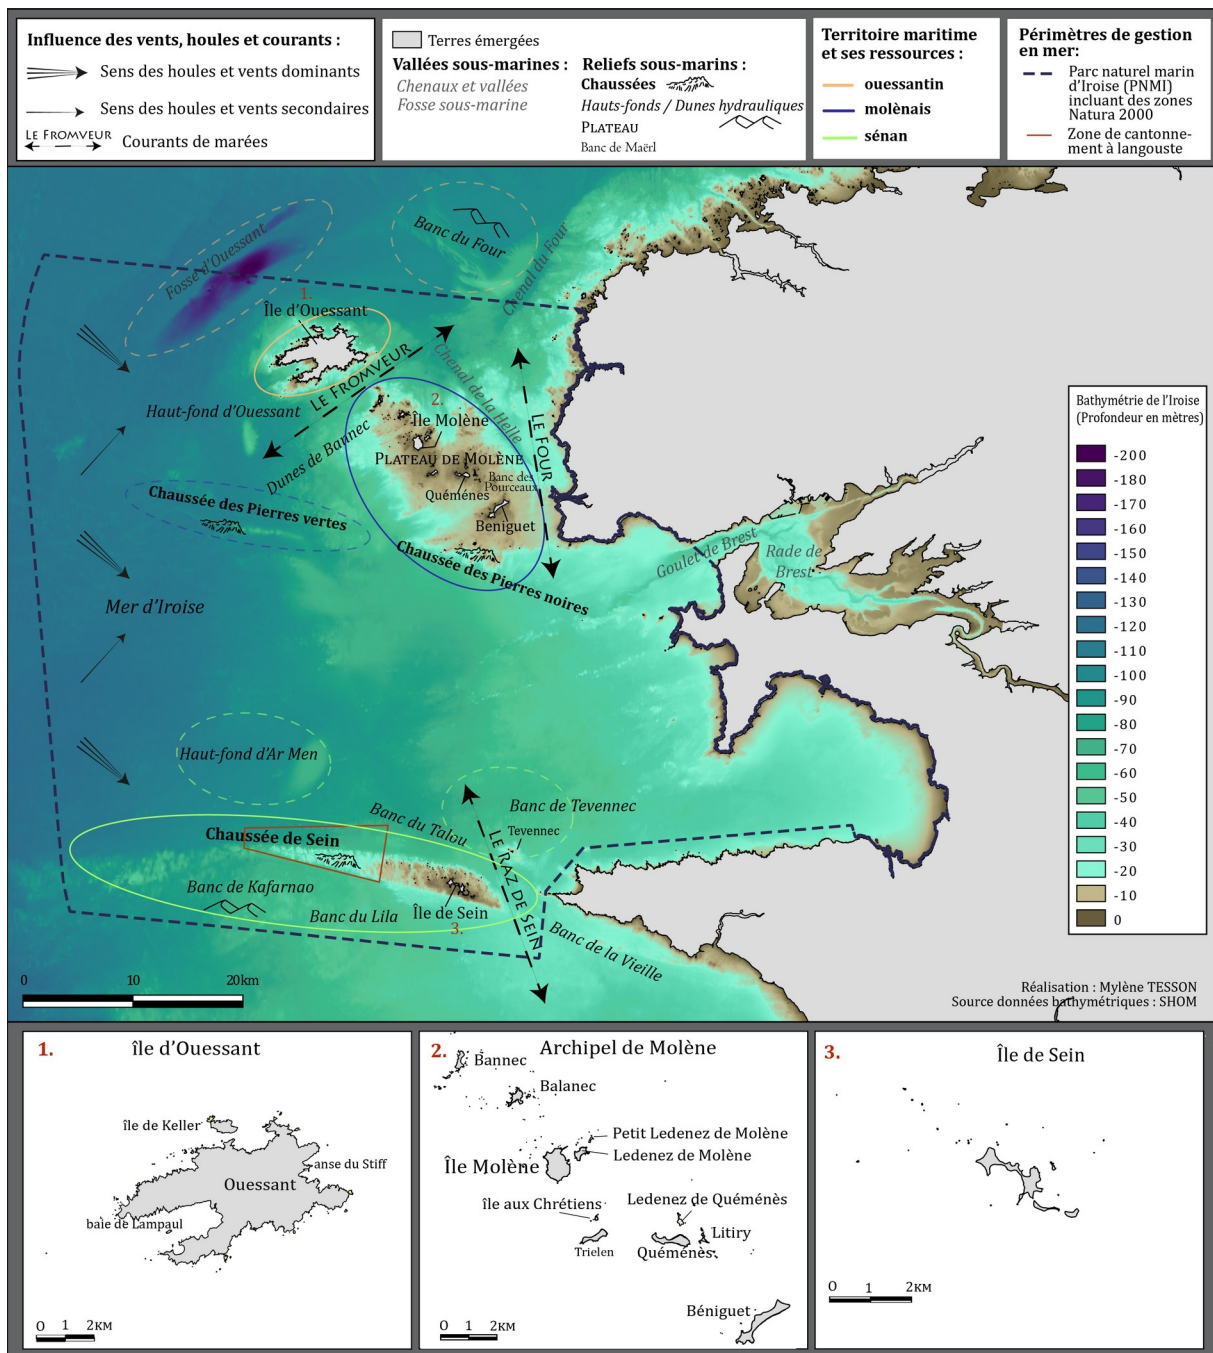 Influence des vents, houles et courants :
Sens des houles et vents dominants
Sens des houles et vents secondaires
LE FROMVEUR
Courants de marées
Terres émergées
Vallées sous-marines :
Chenaux et vallées
Fosse sous-marine
Reliefs sous-marins :
Chaussées
Hauts-fonds / Dunes hydrauliques
PLATEAU
Banc de Maërl
Territoire maritime
et ses ressources :
ouessantin
molènais
sénan
Périmètres de gestion
en mer:
Parc naturel marin
d'Iroise (PNMI)
incluant des zones
Natura 2000
Zone de cantonne-
ment à langouste
Fosse d'Ouessant
Banc du Four
Chenal du Four
1.
Île d'Ouessant
LE FROMVEUR
Chenal de la Helle
Haut-fond d'Ouessant
Dunes de Bannec
2.
Île Molène
PLATEAU DE MOLÈNE
Banc des
Pourceaux
Quéménès
Beniguet
LE FOUR
Chaussée des Pierres vertes
Chaussée des Pierres noires
Goulet de Brest
Rade de
Brest
Mer d'Iroise
Haut-fond d'Ar Men
Banc de Tevennec
Tevennec
Banc du Talou
LE RAZ DE SEIN
Chaussée de Sein
Banc de Kafarnao
Banc du Lila
Île de Sein
3.
Banc de la Vieille
Bathymétrie de l'Iroise
(Profondeur en mètres)
-200
-180
-170
-160
-150
-140
-130
-120
-110
-100
-90
-80
-70
-60
-50
-40
-30
-20
-10
0
0 10 20km
Réalisation : Mylène TESSON
Source données bathymétriques : SHOM
1.
île d'Ouessant
île de Keller
anse du Stiff
Ouessant
baie de Lampaul
0 1 2KM
2.
Archipel de Molène
Bannec
Balanec
Petit Ledenez de Molène
Ledenez de Molène
Île Molène
île aux Chrétiens
Ledenez de Quéménès
Trielen
Litiry
Quéménès
Béniguet
0 1 2KM
3.
Île de Sein
0 1 2KM